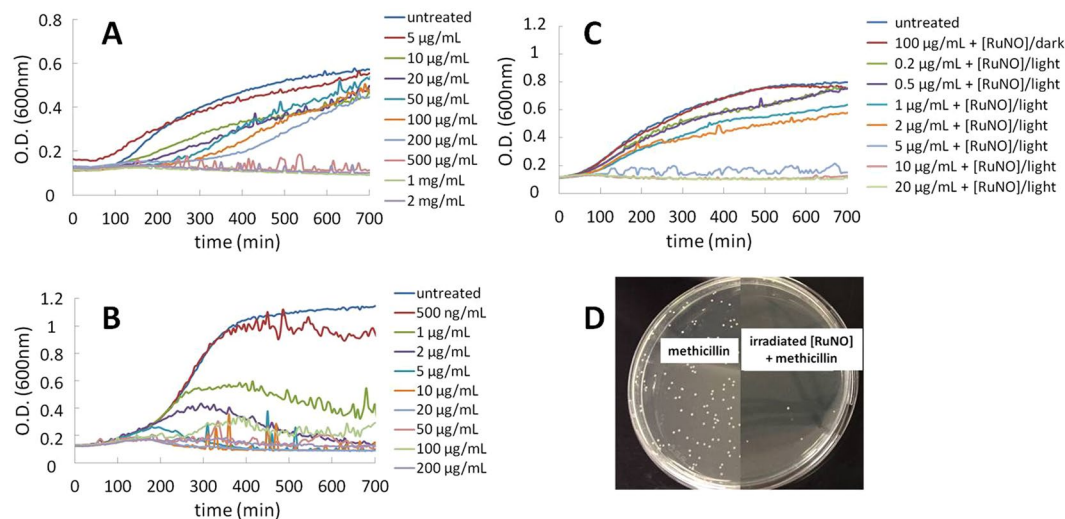 A
O.D. (600nm)
0.8
0.6
0.4
0.2
0
0 100 200 300 400 500 600 700
time (min)
untreated
5 µg/mL
10 µg/mL
20 µg/mL
50 µg/mL
100 µg/mL
200 µg/mL
500 µg/mL
1 mg/mL
2 mg/mL
C
O.D. (600nm)
1.2
1
0.8
0.6
0.4
0.2
0
0 100 200 300 400 500 600 700
time (min)
untreated
100 µg/mL + [RuNO]/dark
0.2 µg/mL + [RuNO]/light
0.5 µg/mL + [RuNO]/light
1 µg/mL + [RuNO]/light
2 µg/mL + [RuNO]/light
5 µg/mL + [RuNO]/light
10 µg/mL + [RuNO]/light
20 µg/mL + [RuNO]/light
B
O.D. (600nm)
1.2
1
0.8
0.6
0.4
0.2
0
0 100 200 300 400 500 600 700
time (min)
untreated
500 ng/mL
1 µg/mL
2 µg/mL
5 µg/mL
10 µg/mL
20 µg/mL
50 µg/mL
100 µg/mL
200 µg/mL
D
methicillin
irradiated [RuNO]
+ methicillin